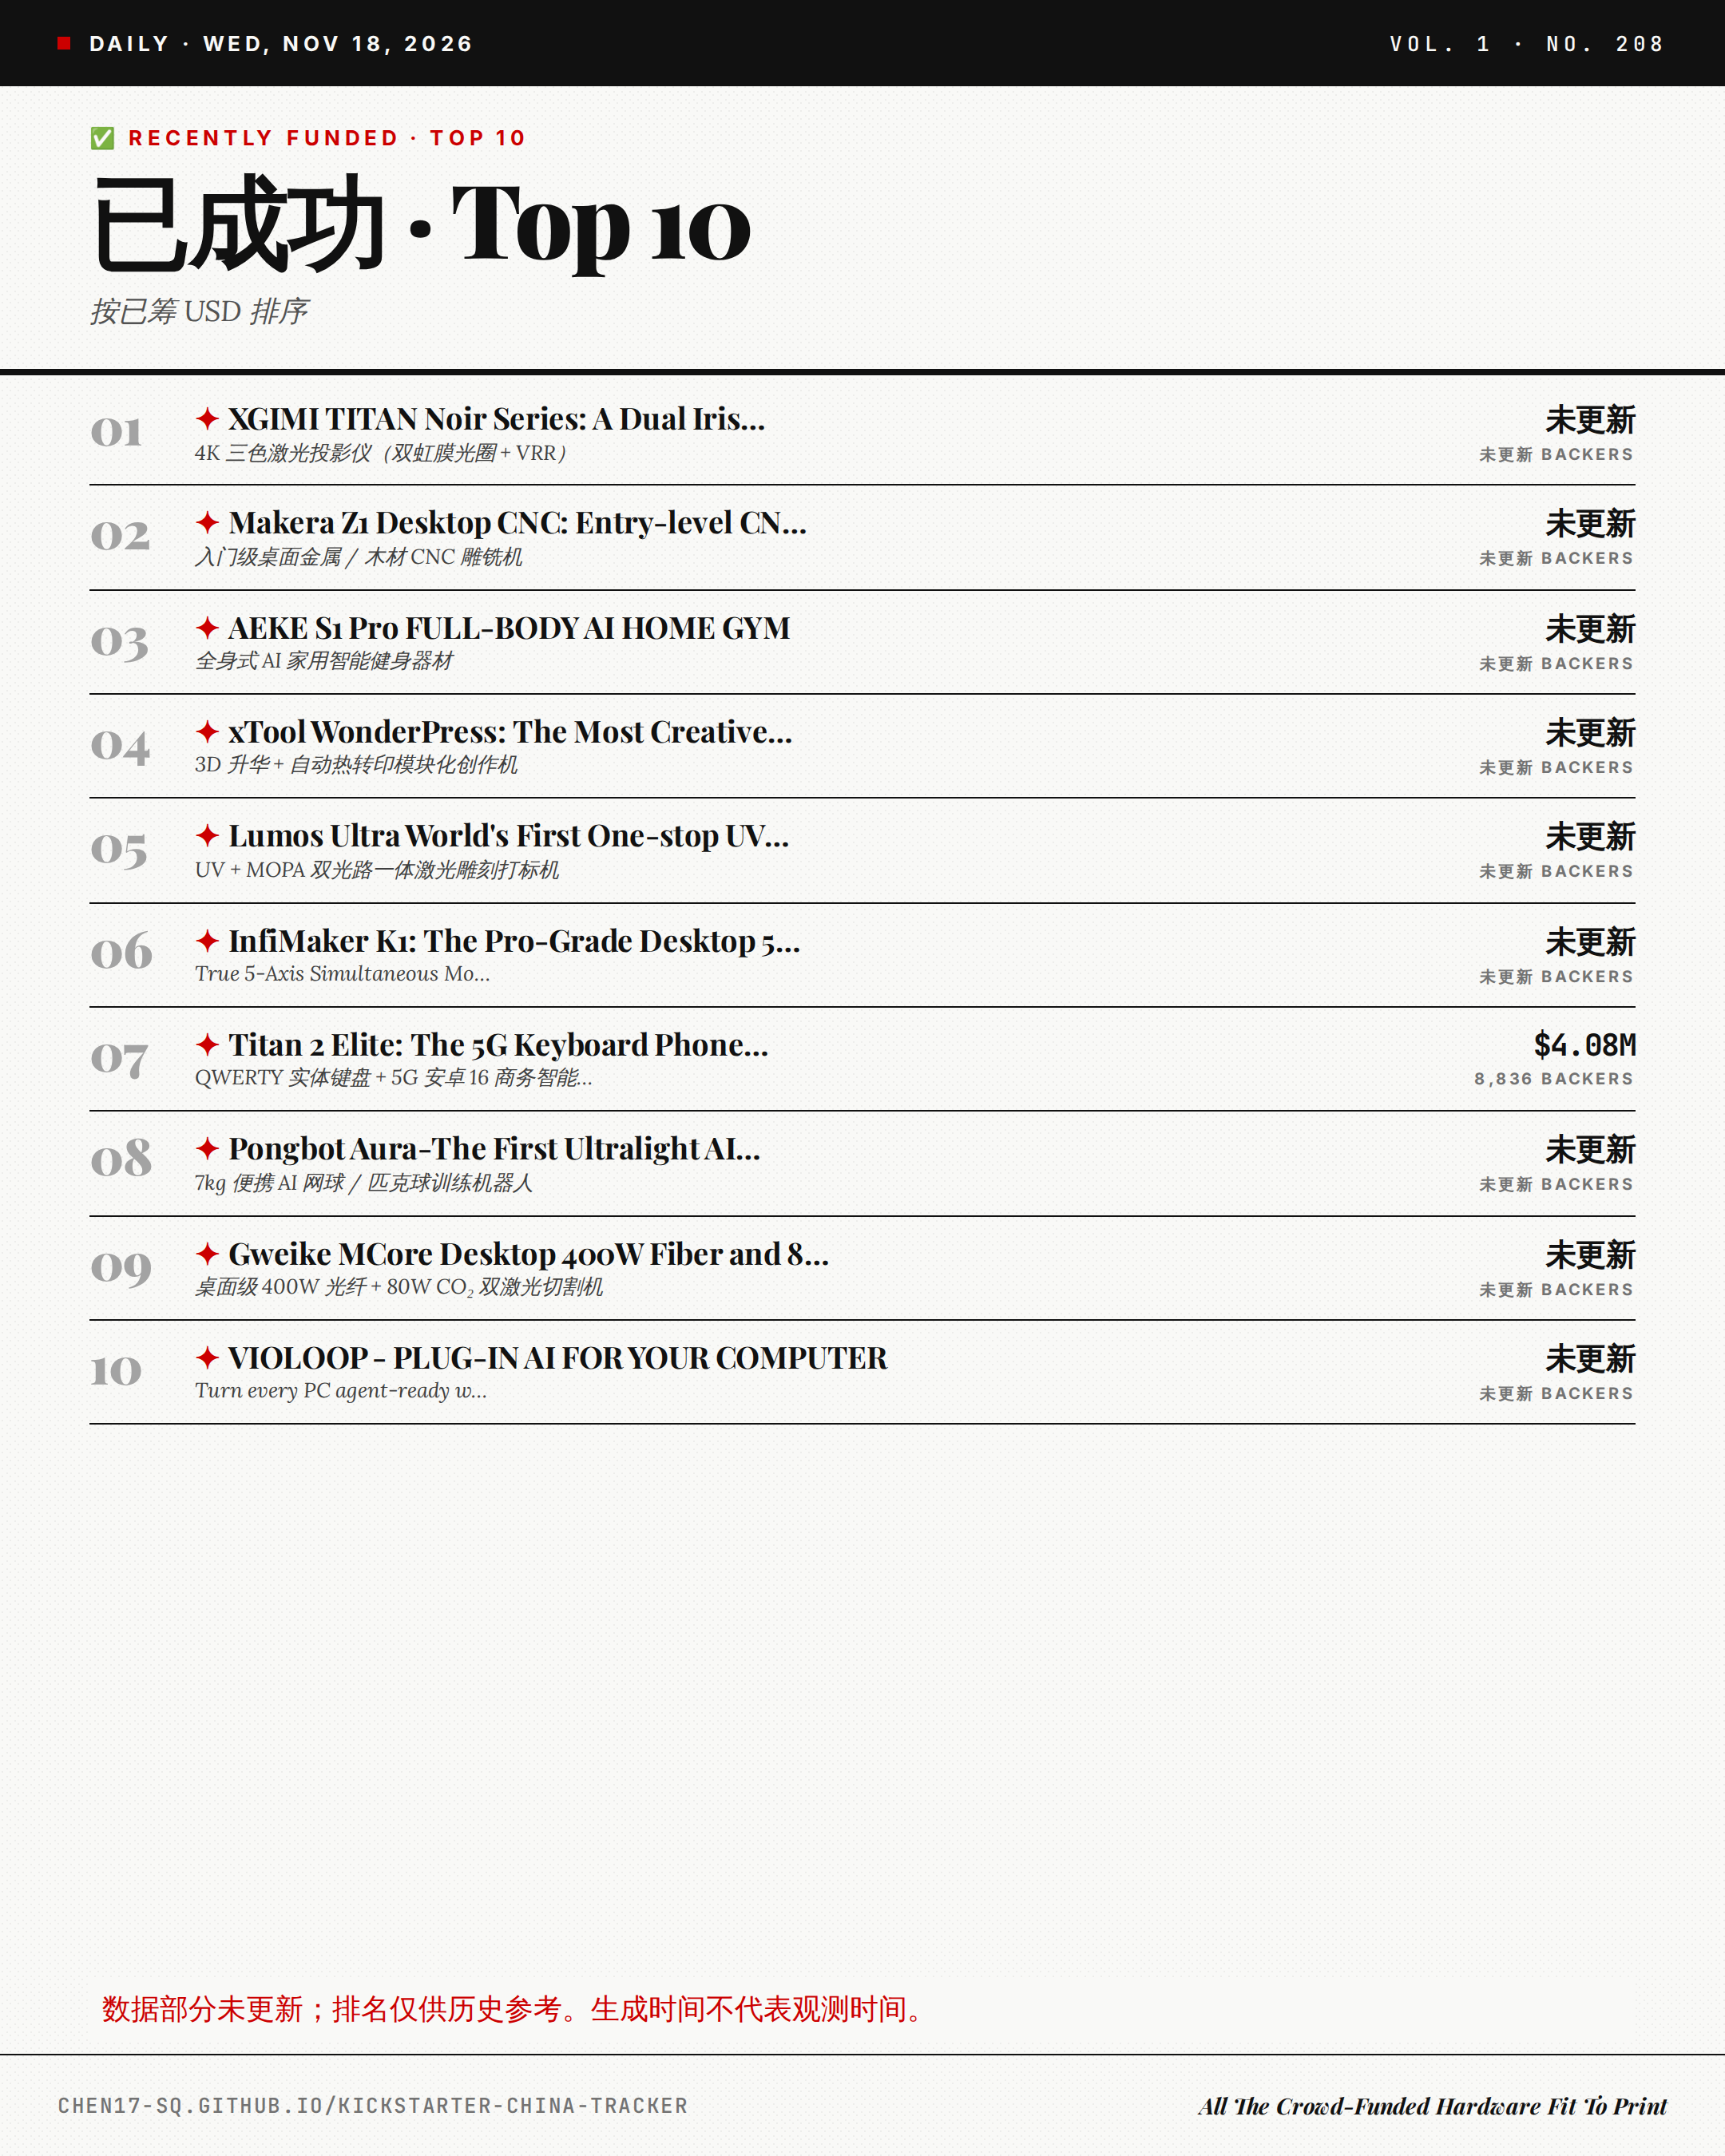 DAILY · WED, NOV 18, 2026
VOL. 1 · NO. 208
✅ RECENTLY FUNDED · TOP 10
已成功 · Top 10
按已筹 USD 排序
01
✦ XGIMI TITAN Noir Series: A Dual Iris…
4K 三色激光投影仪（双虹膜光圈 + VRR）
未更新
未更新 BACKERS
02
✦ Makera Z1 Desktop CNC: Entry-level CN…
入门级桌面金属 / 木材 CNC 雕铣机
未更新
未更新 BACKERS
03
✦ AEKE S1 Pro FULL-BODY AI HOME GYM
全身式 AI 家用智能健身器材
未更新
未更新 BACKERS
04
✦ xTool WonderPress: The Most Creative…
3D 升华 + 自动热转印模块化创作机
未更新
未更新 BACKERS
05
✦ Lumos Ultra World's First One-stop UV…
UV + MOPA 双光路一体激光雕刻打标机
未更新
未更新 BACKERS
06
✦ InfiMaker K1: The Pro-Grade Desktop 5…
True 5-Axis Simultaneous Mo…
未更新
未更新 BACKERS
07
✦ Titan 2 Elite: The 5G Keyboard Phone…
QWERTY 实体键盘 + 5G 安卓 16 商务智能…
$4.08M
8,836 BACKERS
08
✦ Pongbot Aura-The First Ultralight AI…
7kg 便携 AI 网球 / 匹克球训练机器人
未更新
未更新 BACKERS
09
✦ Gweike MCore Desktop 400W Fiber and 8…
桌面级 400W 光纤 + 80W CO₂ 双激光切割机
未更新
未更新 BACKERS
10
✦ VIOLOOP - PLUG-IN AI FOR YOUR COMPUTER
Turn every PC agent-ready w…
未更新
未更新 BACKERS
数据部分未更新；排名仅供历史参考。生成时间不代表观测时间。
CHEN17-SQ.GITHUB.IO/KICKSTARTER-CHINA-TRACKER
All The Crowd-Funded Hardware Fit To Print